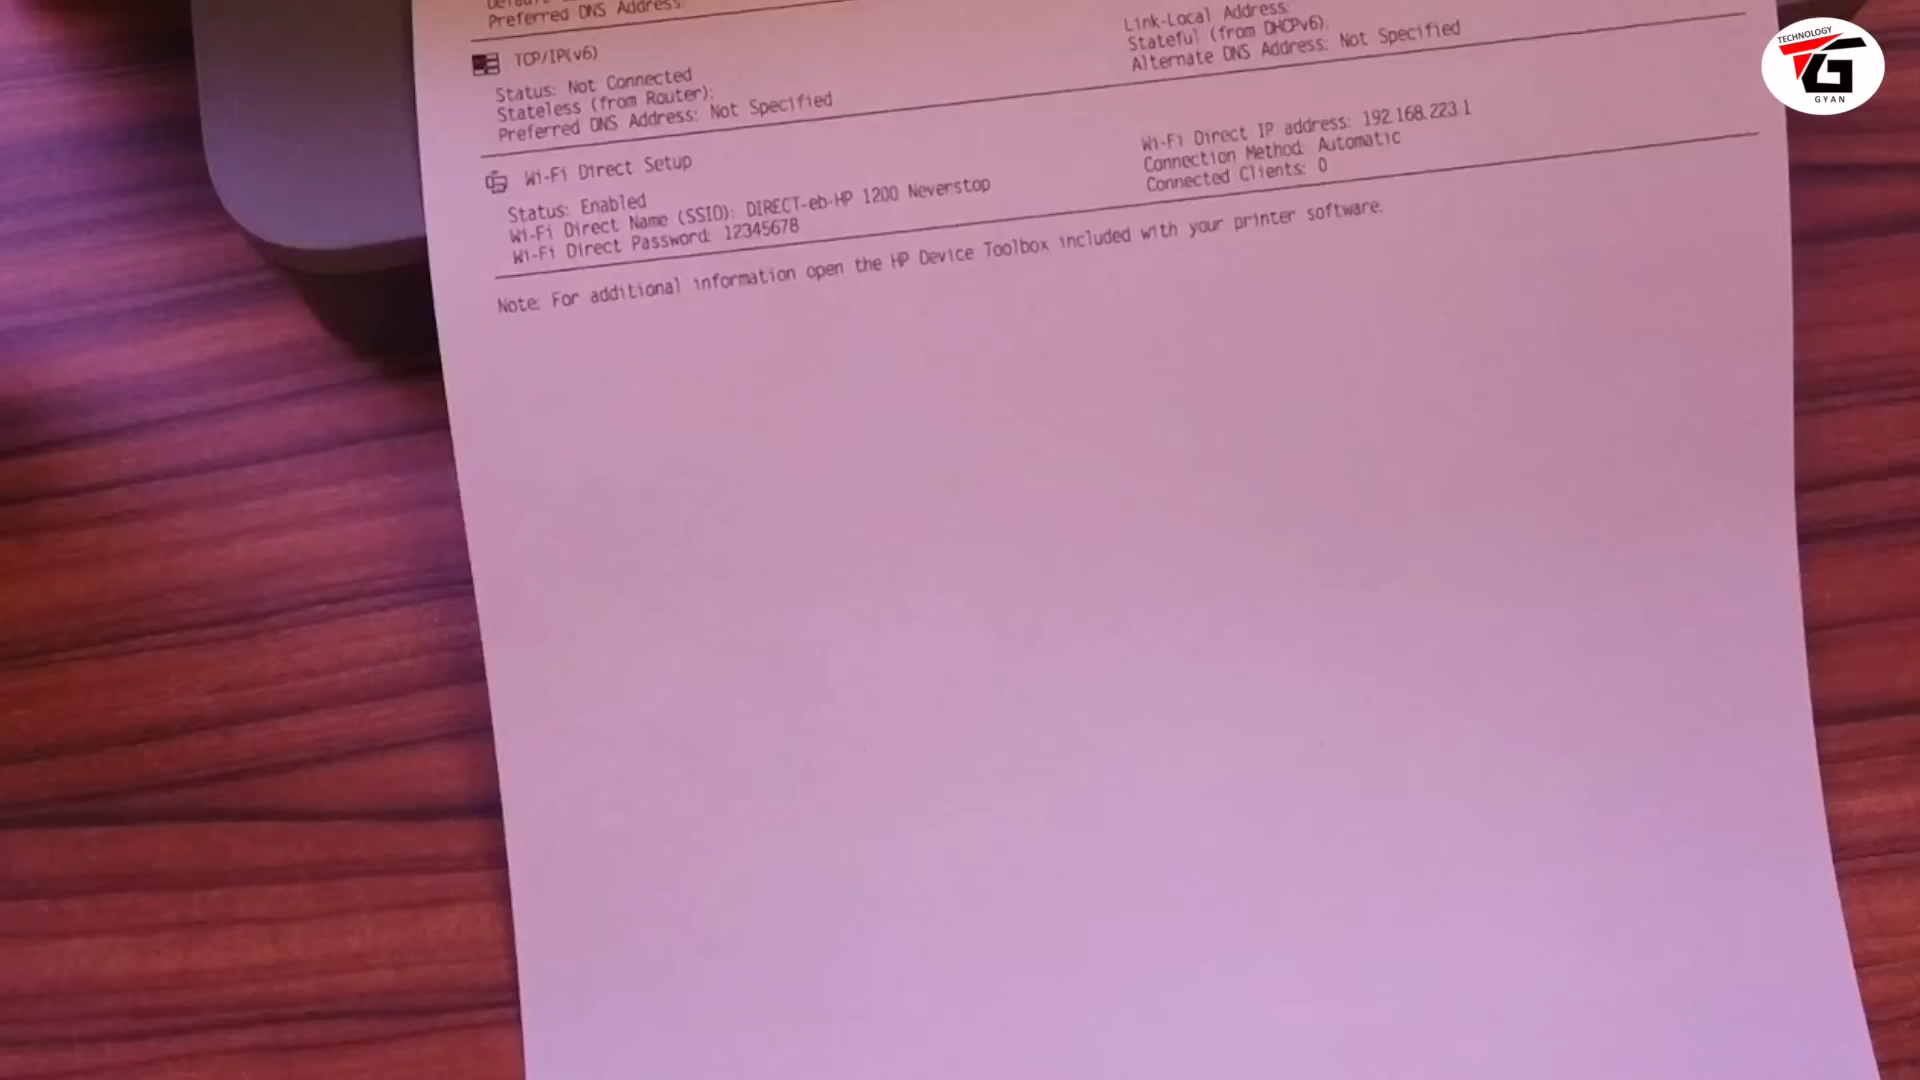 Preferred DNS Address:
TCP/IP(v6)
Status: Not Connected
Stateless (from Router):
Preferred DNS Address: Not Specified
Link-Local Address:
Stateful (from DHCPv6):
Alternate DNS Address: Not Specified
Wi-Fi Direct Setup
Status: Enabled
Wi-Fi Direct Name (SSID): DIRECT-eb-HP 1200 Neverstop
Wi-Fi Direct Password: 12345678
Wi-Fi Direct IP address: 192.168.223.1
Connection Method: Automatic
Connected Clients: 0
Note: For additional information open the HP Device Toolbox included with your printer software.
TECHNOLOGY
TG
GYAN